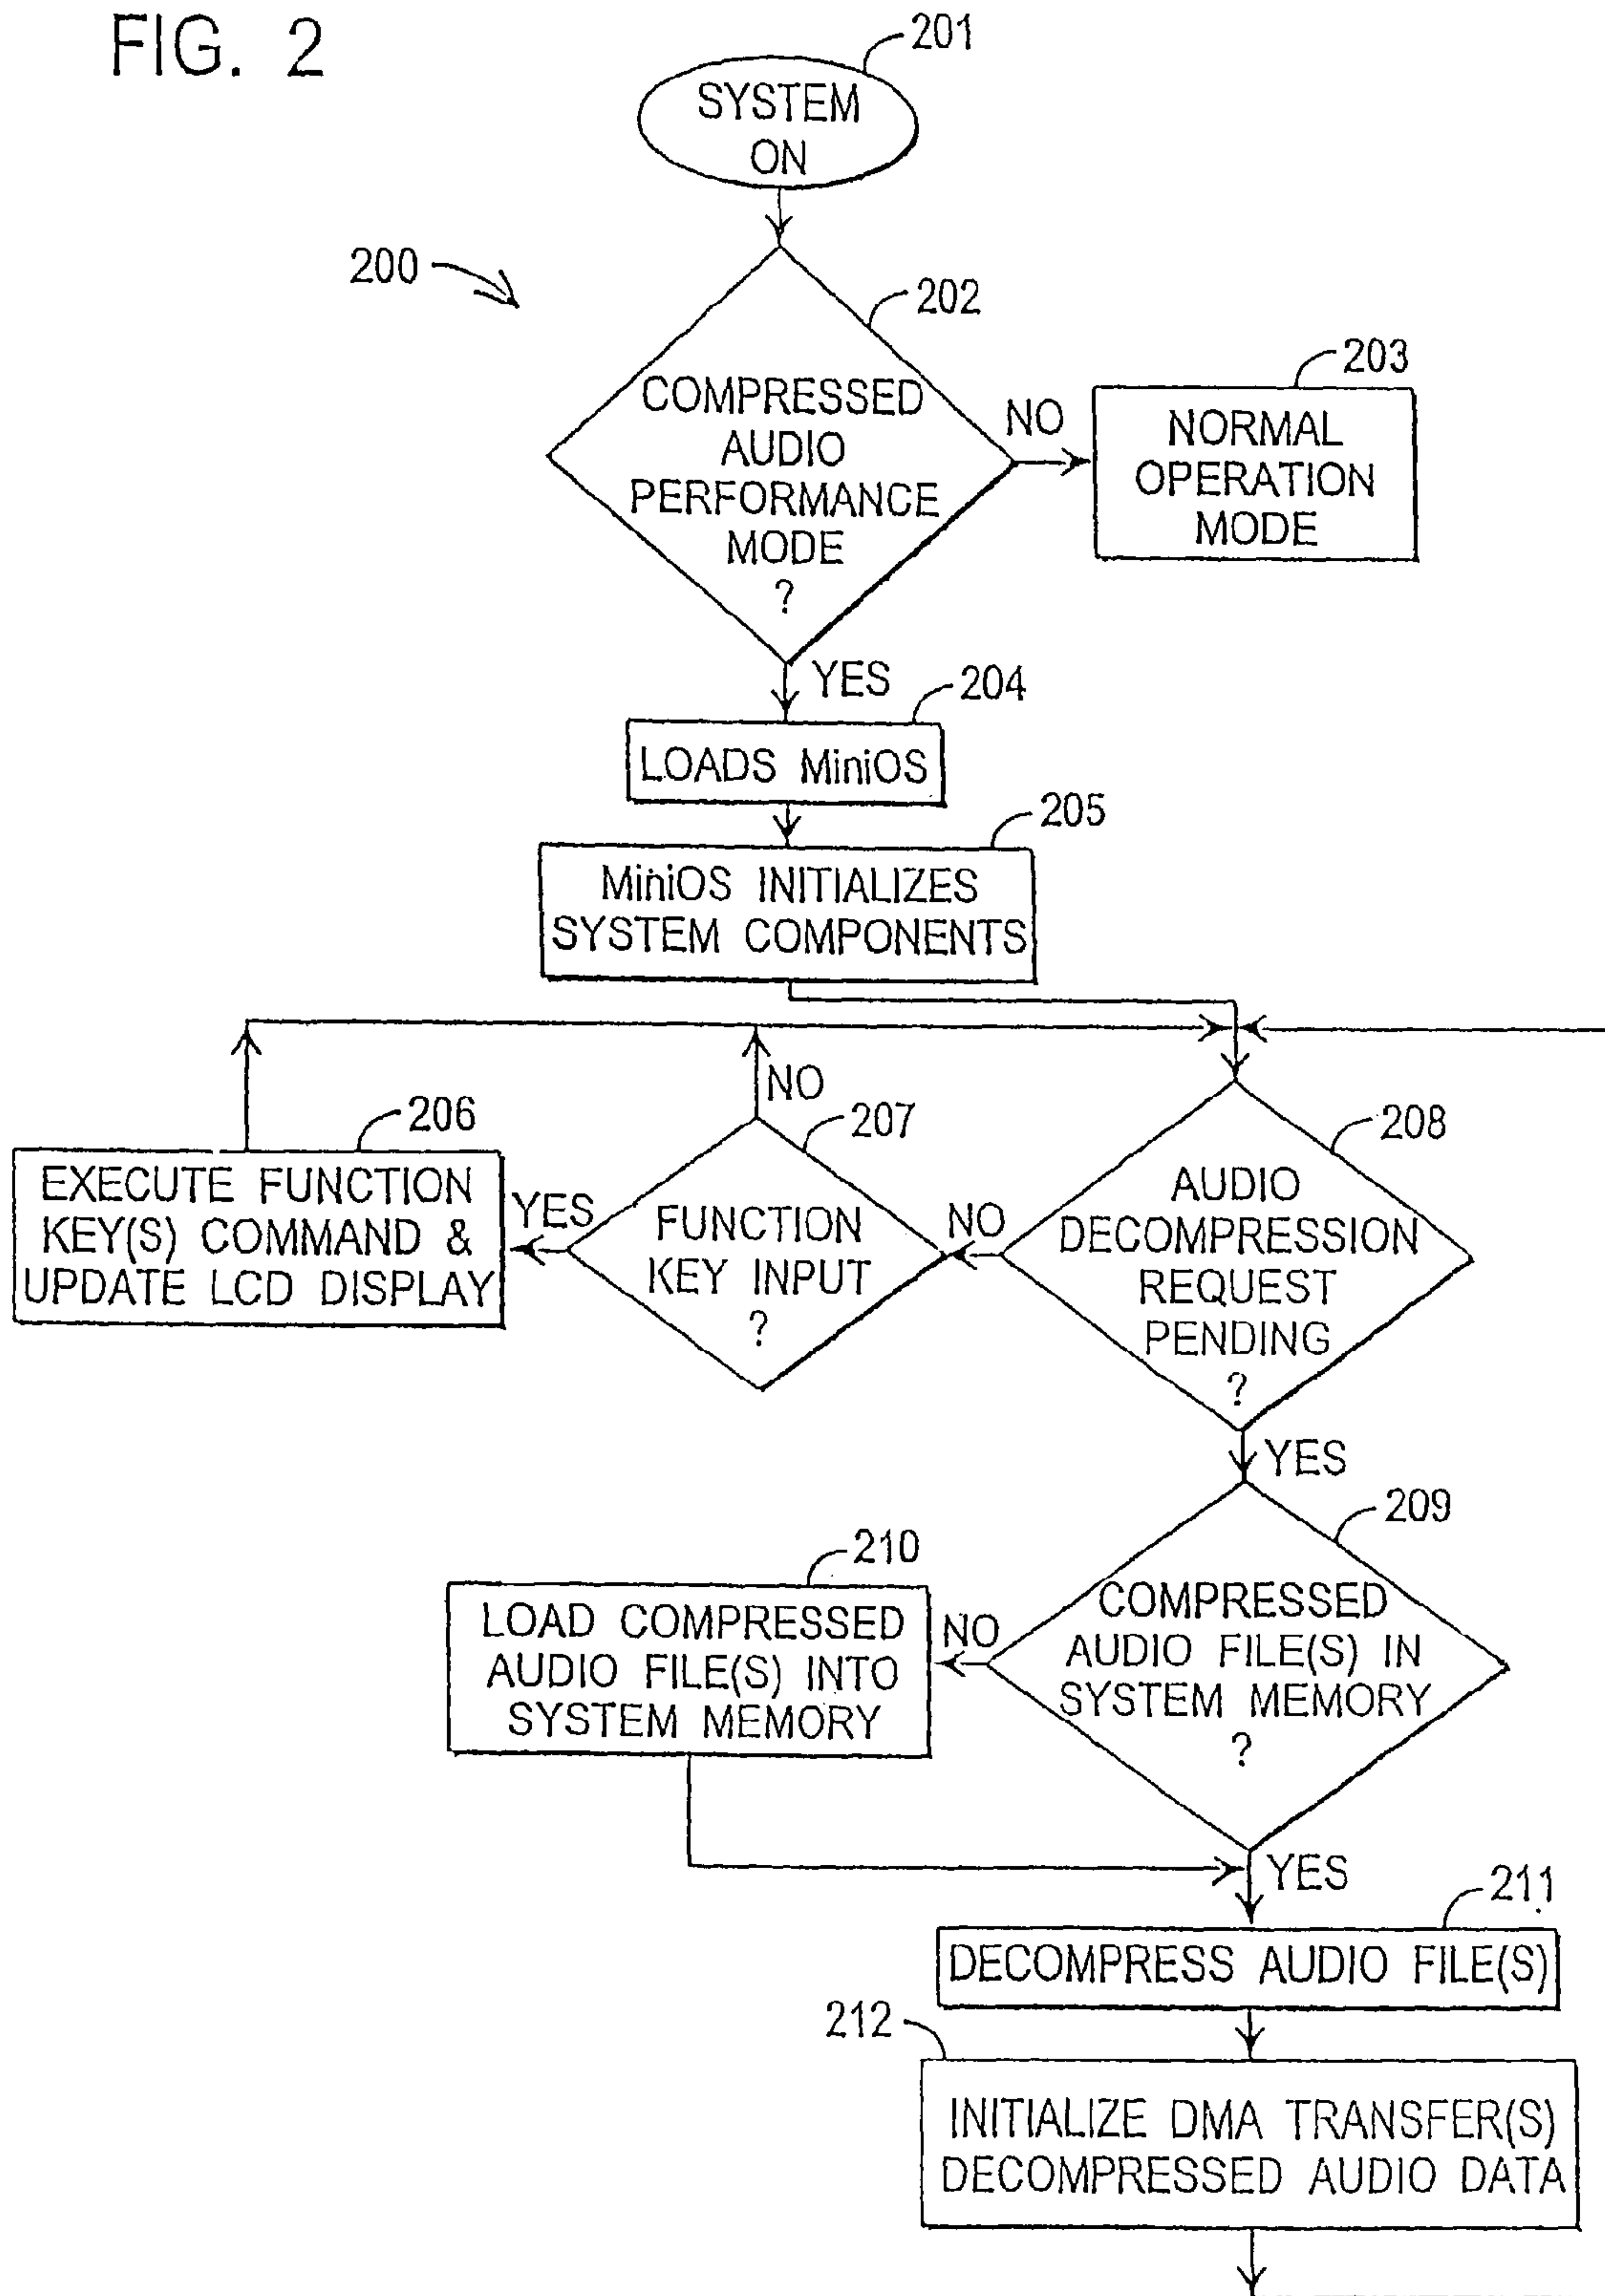 FIG. 2
201
SYSTEM
ON
200
202
COMPRESSED
AUDIO
PERFORMANCE
MODE
?
NO
203
NORMAL
OPERATION
MODE
YES
204
LOADS MiniOS
205
MiniOS INITIALIZES
SYSTEM COMPONENTS
NO
206
207
208
EXECUTE FUNCTION
KEY(S) COMMAND &
UPDATE LCD DISPLAY
YES
FUNCTION
KEY INPUT
?
NO
AUDIO
DECOMPRESSION
REQUEST
PENDING
?
YES
209
210
LOAD COMPRESSED
AUDIO FILE(S) INTO
SYSTEM MEMORY
NO
COMPRESSED
AUDIO FILE(S) IN
SYSTEM MEMORY
?
YES
211
DECOMPRESS AUDIO FILE(S)
212
INITIALIZE DMA TRANSFER(S)
DECOMPRESSED AUDIO DATA